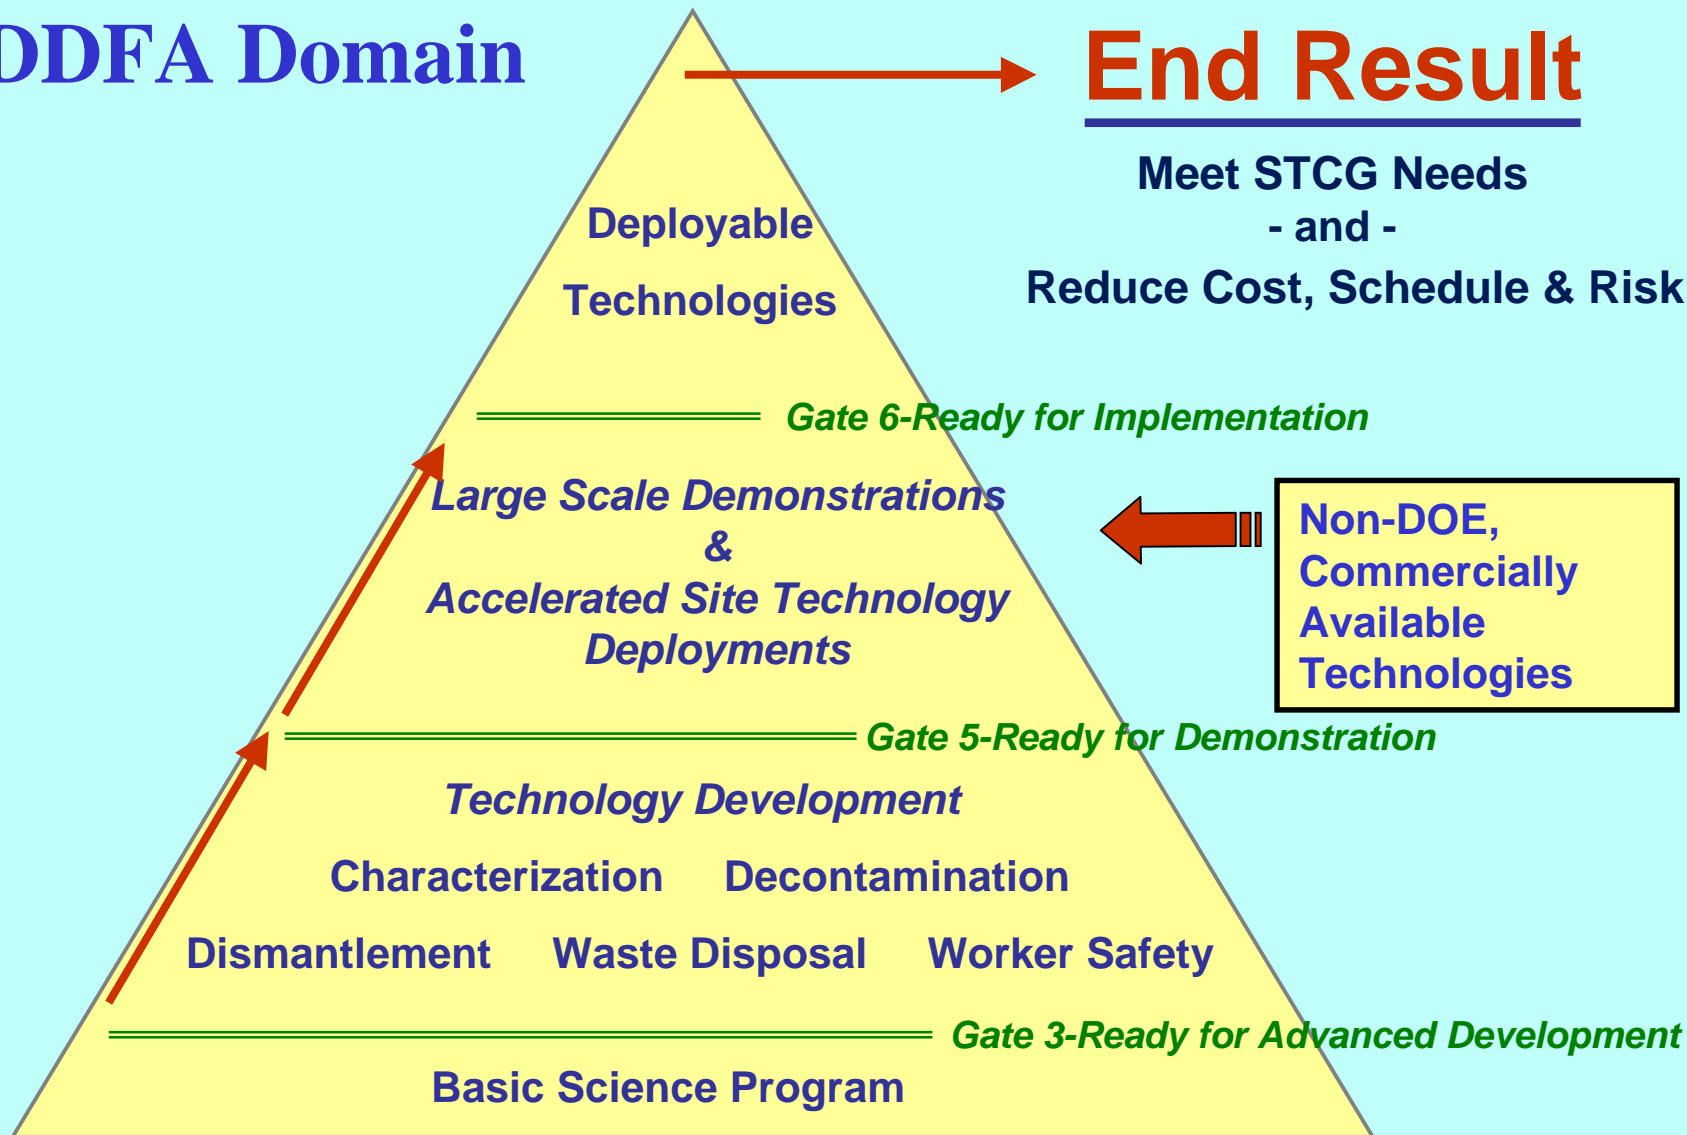 DDFA Domain
End Result
Meet STCG Needs
- and -
Reduce Cost, Schedule & Risk
Deployable
Technologies
Gate 6-Ready for Implementation
Large Scale Demonstrations
&
Accelerated Site Technology
Deployments
Non-DOE,
Commercially
Available
Technologies
Gate 5-Ready for Demonstration
Technology Development
Characterization Decontamination
Dismantlement Waste Disposal Worker Safety
Gate 3-Ready for Advanced Development
Basic Science Program